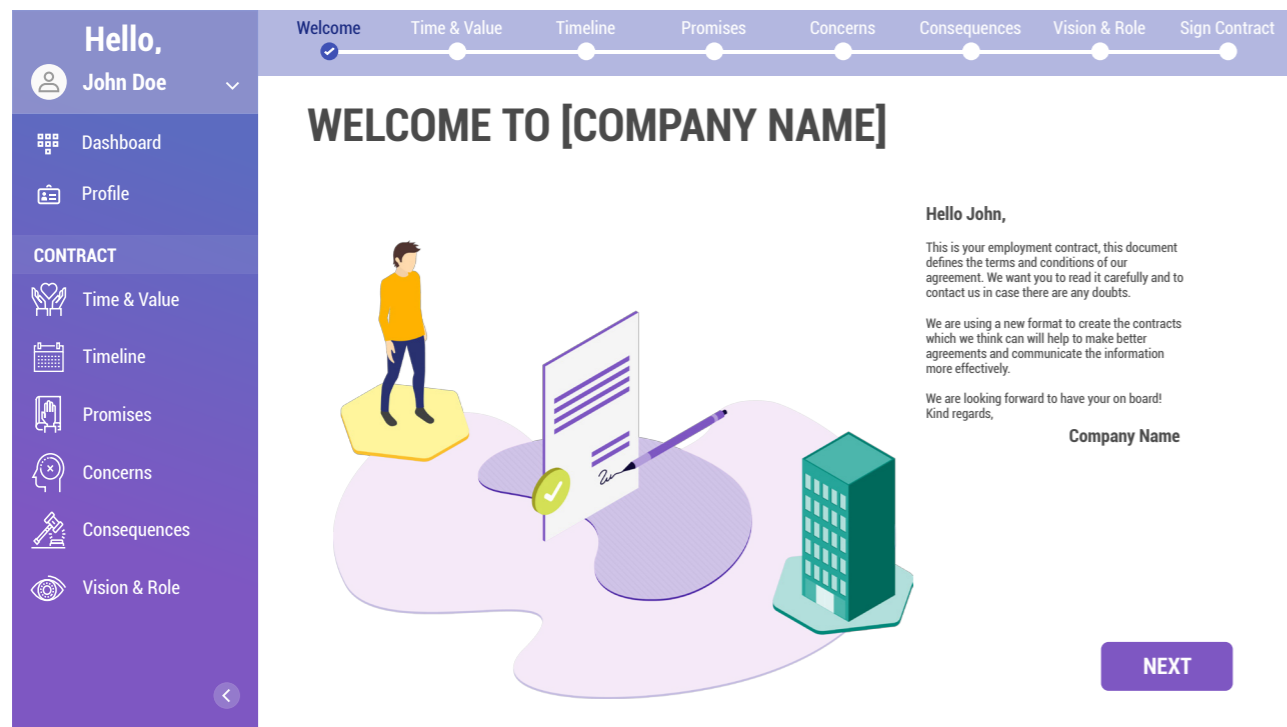 Hello,
John Doe
Dashboard
Profile
CONTRACT
Time & Value
Timeline
Promises
Concerns
Consequences
Vision & Role
Welcome
Time & Value
Timeline
Promises
Concerns
Consequences
Vision & Role
Sign Contract
WELCOME TO [COMPANY NAME]
Hello John,
This is your employment contract, this document
defines the terms and conditions of our
agreement. We want you to read it carefully and to
contact us in case there are any doubts.
We are using a new format to create the contracts
which we think can will help to make better
agreements and communicate the information
more effectively.
We are looking forward to have your on board!
Kind regards,
Company Name
NEXT